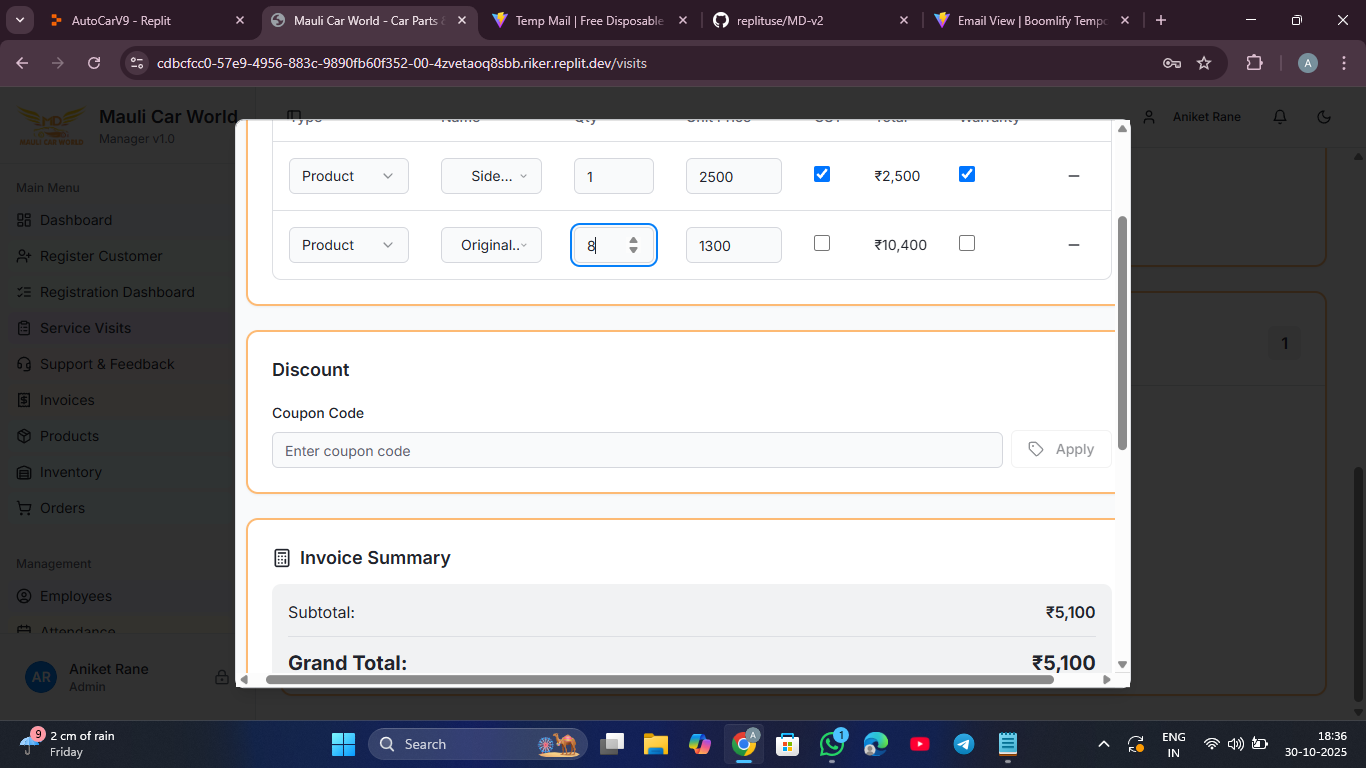 AutoCarV9 - Replit
Mauli Car World - Car Parts &
Temp Mail | Free Disposable
replituse/MD-v2
Email View | Boomlify Tempo
cdbcfcc0-57e9-4956-883c-9890fb60f352-00-4zvetaoq8sbb.riker.replit.dev/visits
A
MD
MAULI CAR WORLD
Mauli Car World
Manager v1.0
Aniket Rane
Main Menu
Dashboard
Register Customer
Registration Dashboard
Service Visits
Support & Feedback
Invoices
Products
Inventory
Orders
Management
Employees
Attendance
AR
Aniket Rane
Admin
Type Name Qty Unit Price GST Total Warranty
Product Side... 1 2500 ₹2,500
Product Original.. 8 1300 ₹10,400
1
Discount
Coupon Code
Enter coupon code
Apply
Invoice Summary
Subtotal: ₹5,100
Grand Total: ₹5,100
9
2 cm of rain
Friday
Search
A
1
ENG
IN
18:36
30-10-2025